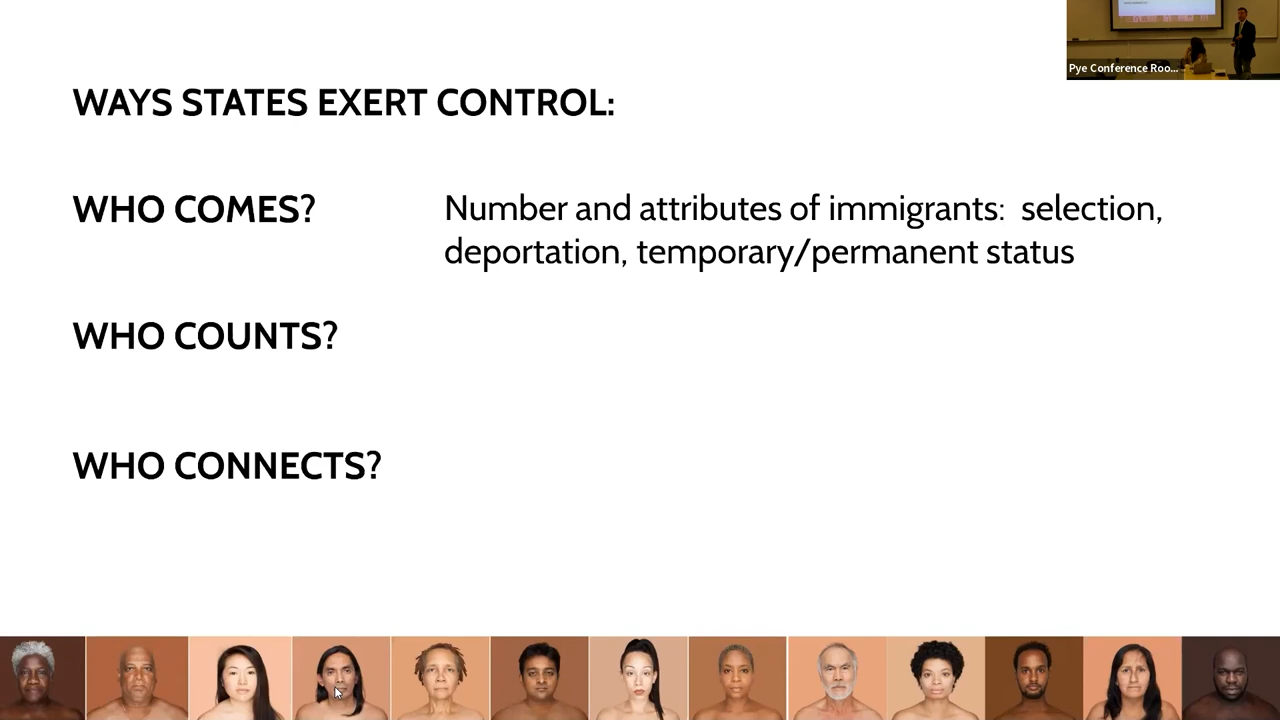 Pye Conference Roo...
WAYS STATES EXERT CONTROL:
WHO COMES?
Number and attributes of immigrants:  selection,
deportation, temporary/permanent status
WHO COUNTS?
WHO CONNECTS?